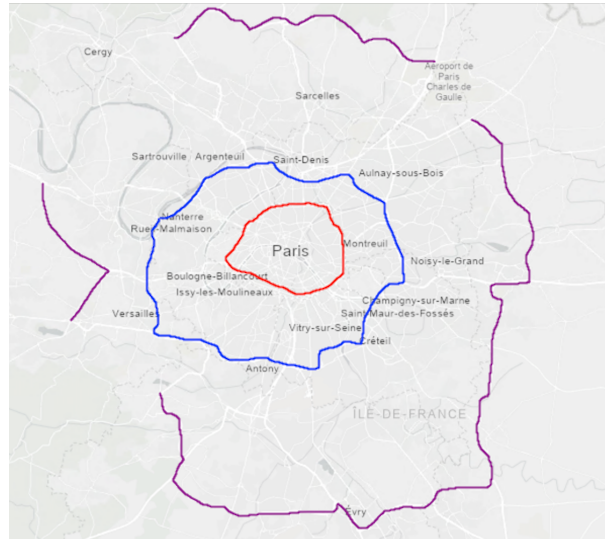 Cergy
Aéroport de
Paris
Charles de
Gaulle
Sarcelles
Sartrouville
Argenteuil
Saint-Denis
Aulnay-sous-Bois
Nanterre
Rueil-Malmaison
Paris
Montreuil
Noisy-le-Grand
Boulogne-Billancourt
Issy-les-Moulineaux
Champigny-sur-Marne
Versailles
Saint-Maur-des-Fossés
Vitry-sur-Seine
Créteil
Antony
ÎLE-DE-FRANCE
Évry